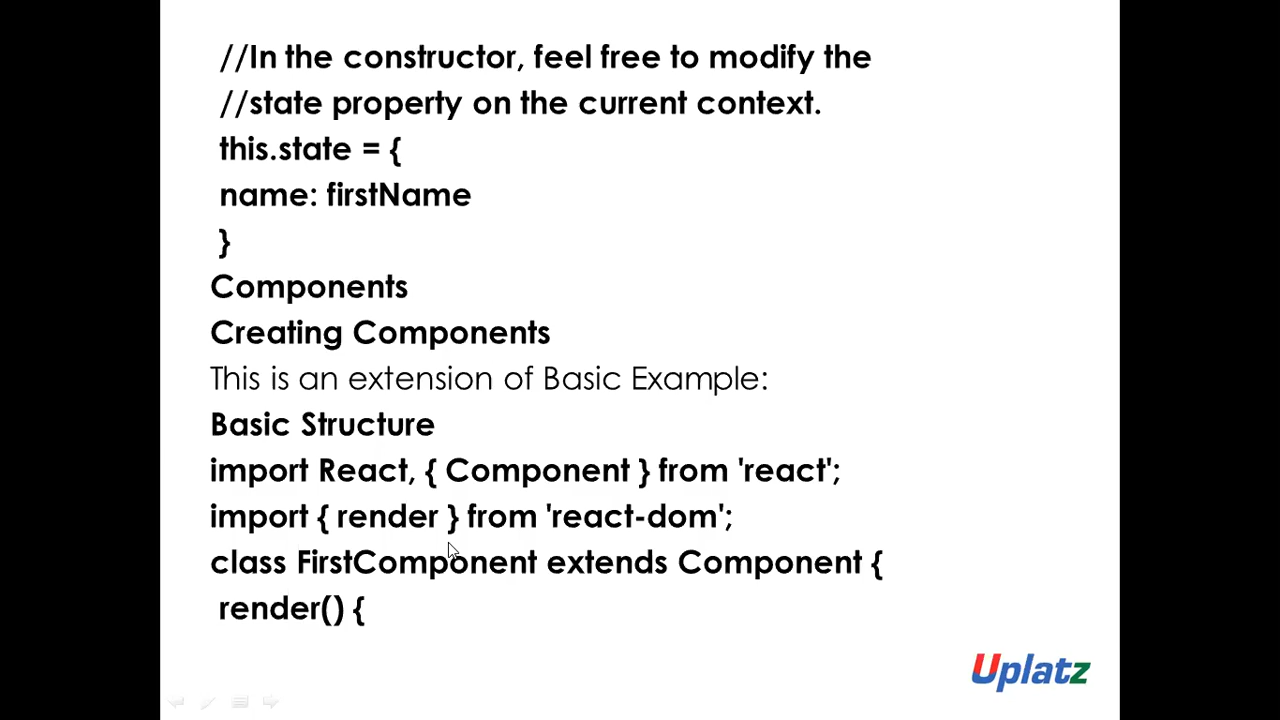 //In the constructor, feel free to modify the
//state property on the current context.
this.state = {
name: firstName
}
Components
Creating Components
This is an extension of Basic Example:
Basic Structure
import React, { Component } from 'react';
import { render } from 'react-dom';
class FirstComponent extends Component {
render() {
Uplatz